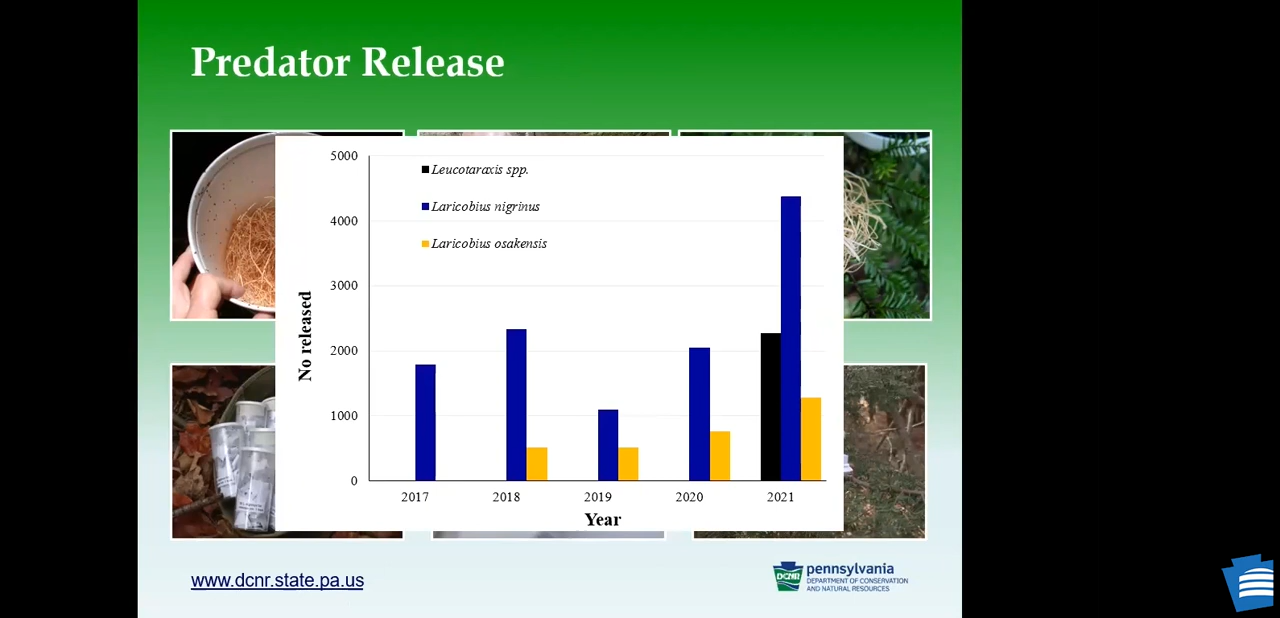 Predator Release
5000
4000
3000
2000
1000
0
No released
Leucotaraxis spp.
Laricobius nigrinus
Laricobius osakensis
2017 2018 2019 2020 2021
Year
www.dcnr.state.pa.us
DCNR
pennsylvania
DEPARTMENT OF CONSERVATION
AND NATURAL RESOURCES